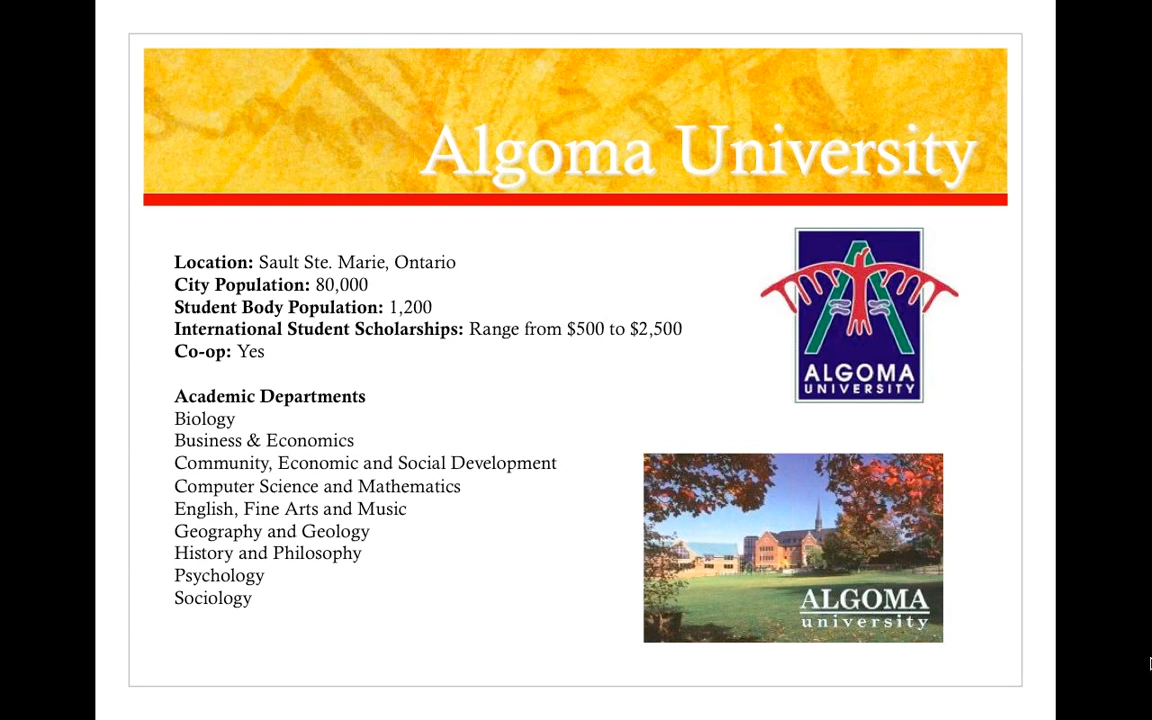 Algoma University
Location: Sault Ste. Marie, Ontario
City Population: 80,000
Student Body Population: 1,200
International Student Scholarships: Range from $500 to $2,500
Co-op: Yes
Academic Departments
Biology
Business & Economics
Community, Economic and Social Development
Computer Science and Mathematics
English, Fine Arts and Music
Geography and Geology
History and Philosophy
Psychology
Sociology
ALGOMA
UNIVERSITY
ALGOMA
university